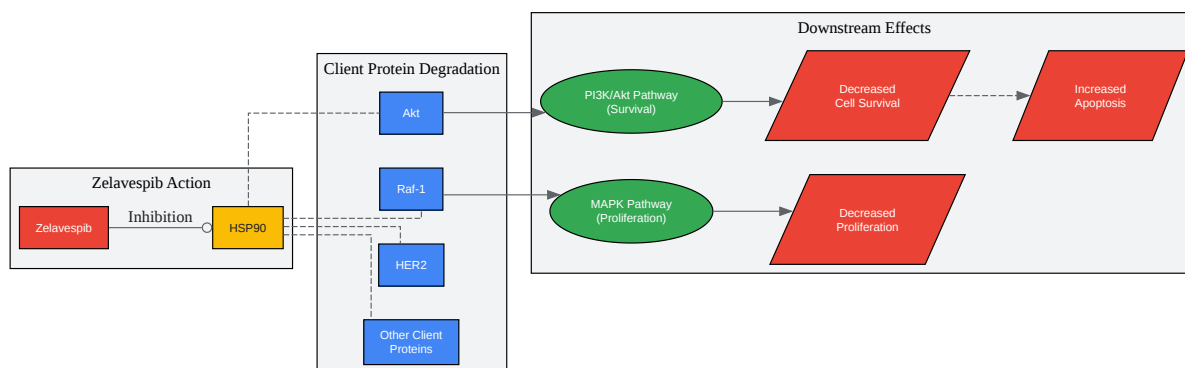 Zelavespib Action
Zelavespib
Inhibition
HSP90
Client Protein Degradation
Akt
Raf-1
HER2
Other Client
Proteins
Downstream Effects
PI3K/Akt Pathway
(Survival)
Decreased
Cell Survival
Increased
Apoptosis
MAPK Pathway
(Proliferation)
Decreased
Proliferation